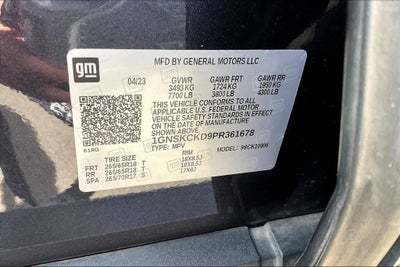 gm
MFD BY GENERAL MOTORS LLC
04/23 GVWR GAWR FRT GAWR RR
3493 KG 1724 KG 1950 KG
7700 LB 3800 LB 4300 LB
THIS VEHICLE CONFORMS TO ALL APPLICABLE
U.S. FEDERAL MOTOR
VEHICLE SAFETY STANDARDS IN
EFFECT ON THE DATE OF MANUFACTURE
SHOWN ABOVE.
1GNSKCKD9PR361678
TYPE: MPV MODEL:
618G
TIRE SIZE RIM
FRT 265/65R18 T 18X8.5J
RR 265/65R18 T 18X8.5J
SPA 265/70R17 S 17X8J